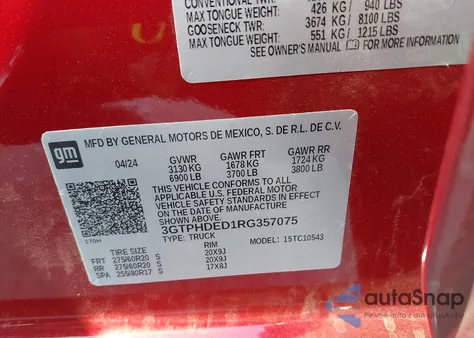 CONVENTIONAL TWR:
MAX TONGUE WEIGHT: 426 KG / 940 LBS
GOOSENECK TWR: 3674 KG / 8100 LBS
MAX TONGUE WEIGHT: 551 KG / 1215 LBS
SEE OWNER'S MANUAL FOR MORE INFORMATION
gm
MFD BY GENERAL MOTORS DE MEXICO, S. DE R.L. DE C.V.
04/24 GVWR GAWR FRT GAWR RR
3130 KG 1678 KG 1724 KG
6900 LB 3700 LB 3800 LB
THIS VEHICLE CONFORMS TO ALL
APPLICABLE U.S. FEDERAL MOTOR
VEHICLE SAFETY STANDARDS IN EFFECT
ON THE DATE OF MANUFACTURE SHOWN ABOVE.
3GTPHDED1RG357075
TYPE: TRUCK MODEL: 15TC10543
TIRE SIZE RIM
FRT 275/60R20 S 20X9J
RR 275/60R20 S 20X9J
SPA 255/80R17 S 17X8J
autaSnap